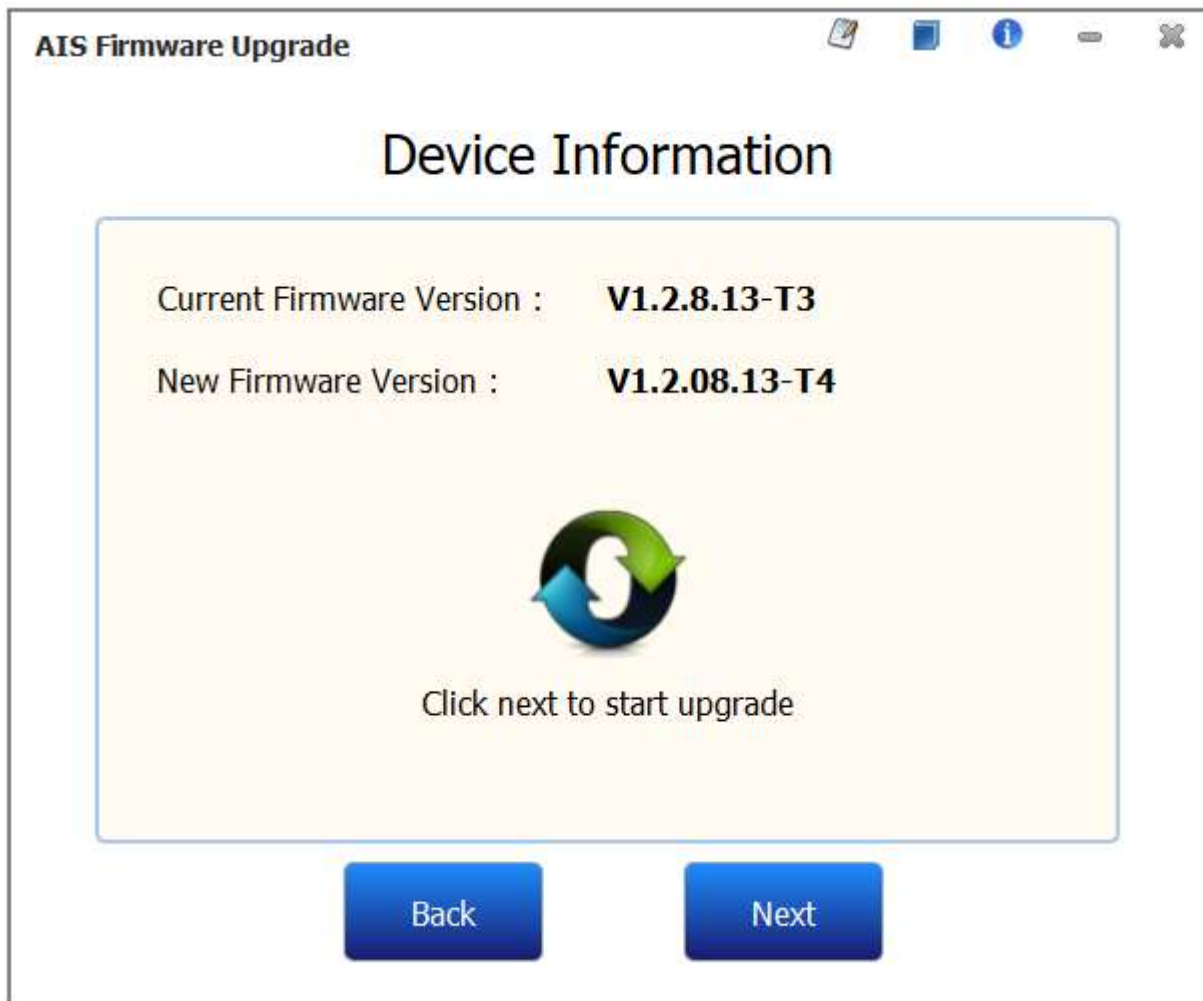 AIS Firmware Upgrade
Device Information
Current Firmware Version : V1.2.8.13-T3
New Firmware Version : V1.2.08.13-T4
Click next to start upgrade
Back Next